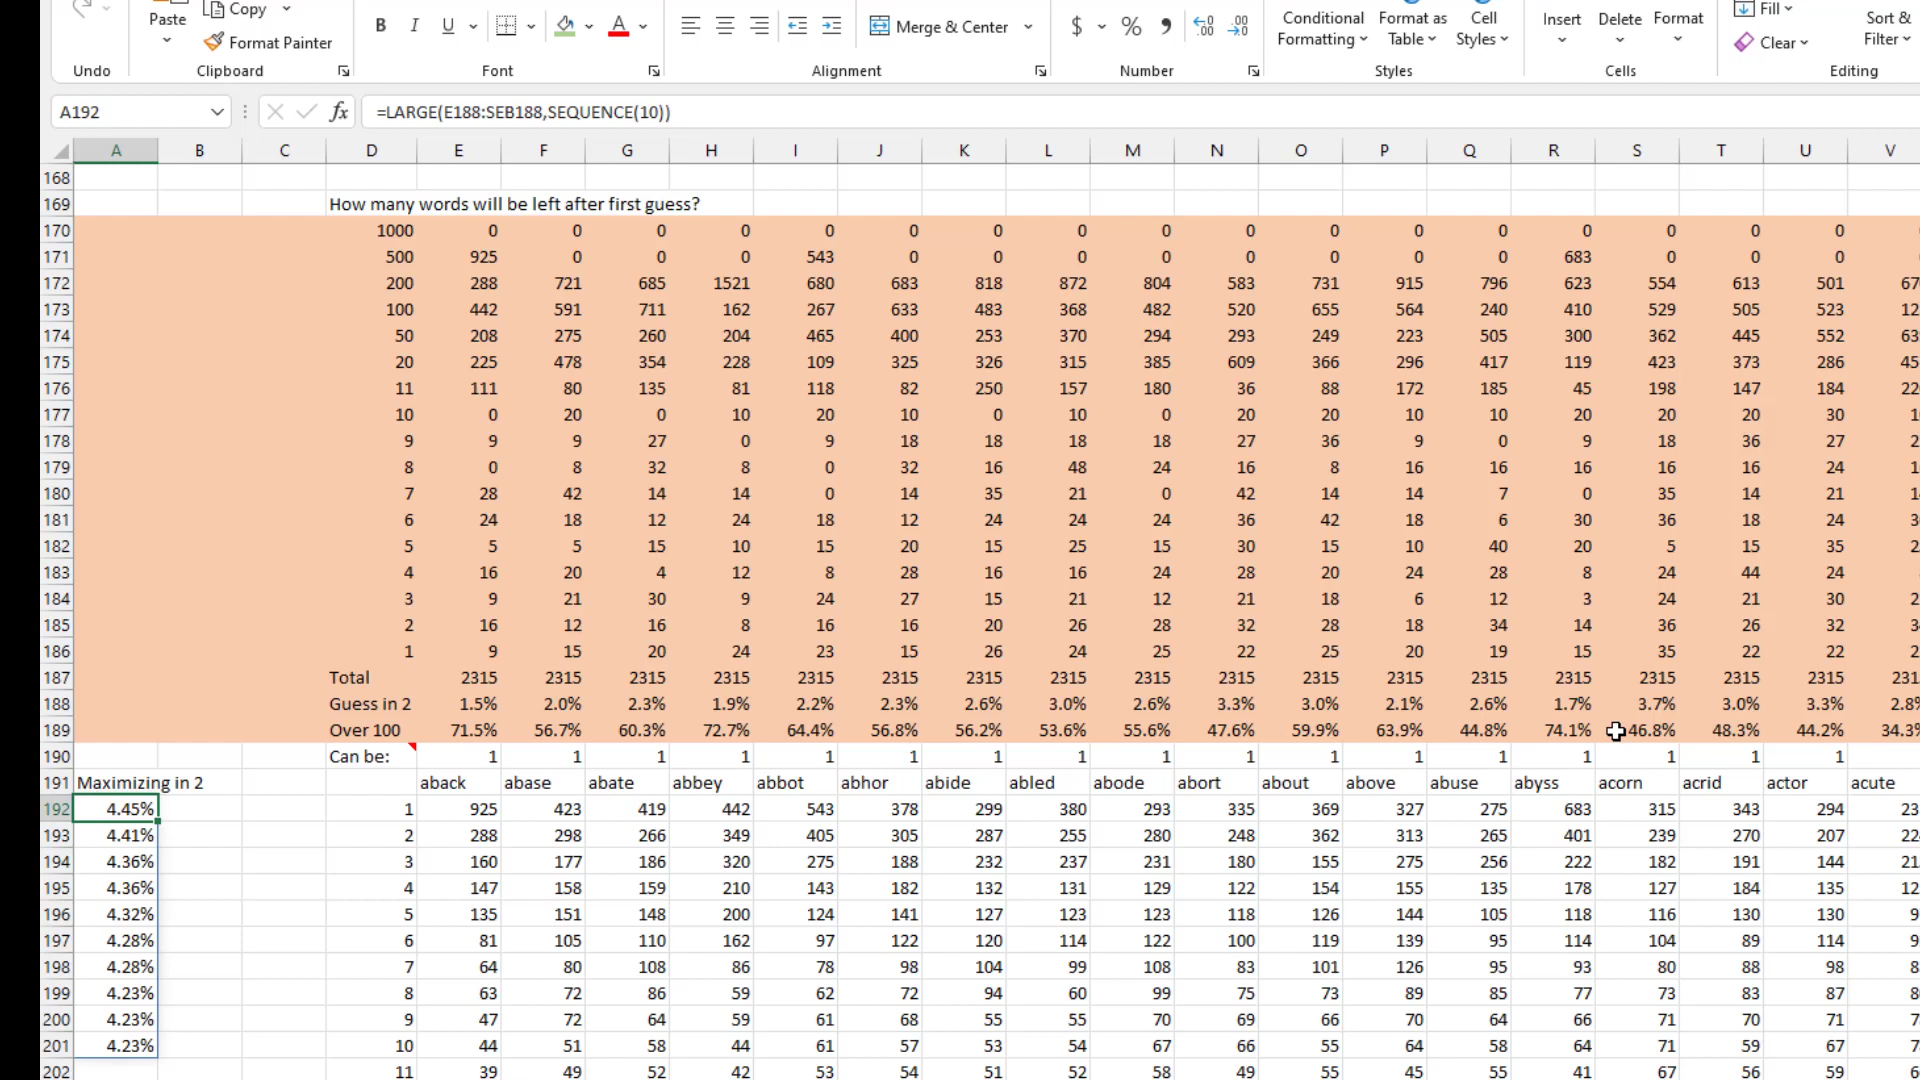 Paste Copy
Format Painter
B I U A Merge & Center $ % , Conditional Formatting Format as Table Cell Styles Insert Delete Format Fill Clear Sort & Filter
Undo Clipboard Font Alignment Number Styles Cells Editing
A192 fx =LARGE(E188:SEB188,SEQUENCE(10))
A B C D E F G H I J K L M N O P Q R S T U V
168
169 How many words will be left after first guess?
170 1000 0 0 0 0 0 0 0 0 0 0 0 0 0 0 0 0 0
171 500 925 0 0 0 543 0 0 0 0 0 0 0 0 683 0 0 0
172 200 288 721 685 1521 680 683 818 872 804 583 731 915 796 623 554 613 501
173 100 442 591 711 162 267 633 483 368 482 520 655 564 240 410 529 505 523
174 50 208 275 260 204 465 400 253 370 294 293 249 223 505 300 362 445 552
175 20 225 478 354 228 109 325 326 315 385 609 366 296 417 119 423 373 286
176 11 111 80 135 81 118 82 250 157 180 36 88 172 185 45 198 147 184
177 10 0 20 0 10 20 10 0 10 0 20 20 10 10 20 20 20 30
178 9 9 9 27 0 9 18 18 18 18 27 36 9 0 9 18 36 27
179 8 0 8 32 8 0 32 16 48 24 16 8 16 16 16 16 16 24
180 7 28 42 14 14 0 14 35 21 0 42 14 14 7 0 35 14 21
181 6 24 18 12 24 18 12 24 24 24 36 42 18 6 30 36 18 24
182 5 5 5 15 10 15 20 15 25 15 30 15 10 40 20 5 15 35
183 4 16 20 4 12 8 28 16 16 24 28 20 24 28 8 24 44 24
184 3 9 21 30 9 24 27 15 21 12 21 18 6 12 3 24 21 30
185 2 16 12 16 8 16 16 20 26 28 32 28 18 34 14 36 26 32
186 1 9 15 20 24 23 15 26 24 25 22 25 20 19 15 35 22 22
187 Total 2315 2315 2315 2315 2315 2315 2315 2315 2315 2315 2315 2315 2315 2315 2315 2315 2315
188 Guess in 2 1.5% 2.0% 2.3% 1.9% 2.2% 2.3% 2.6% 3.0% 2.6% 3.3% 3.0% 2.1% 2.6% 1.7% 3.7% 3.0% 3.3% 2.8%
189 Over 100 71.5% 56.7% 60.3% 72.7% 64.4% 56.8% 56.2% 53.6% 55.6% 47.6% 59.9% 63.9% 44.8% 74.1% 46.8% 48.3% 44.2% 34.3%
190 Can be: 1 1 1 1 1 1 1 1 1 1 1 1 1 1 1 1 1
191 Maximizing in 2 aback abase abate abbey abbot abhor abide abled abode abort about above abuse abyss acorn acrid actor acute
192 4.45% 1 925 423 419 442 543 378 299 380 293 335 369 327 275 683 315 343 294
193 4.41% 2 288 298 266 349 405 305 287 255 280 248 362 313 265 401 239 270 207
194 4.36% 3 160 177 186 320 275 188 232 237 231 180 155 275 256 222 182 191 144
195 4.36% 4 147 158 159 210 143 182 132 131 129 122 154 155 135 178 127 184 135
196 4.32% 5 135 151 148 200 124 141 127 123 123 118 126 144 105 118 116 130 130
197 4.28% 6 81 105 110 162 97 122 120 114 122 100 119 139 95 114 104 89 114
198 4.28% 7 64 80 108 86 78 98 104 99 108 83 101 126 95 93 80 88 98
199 4.23% 8 63 72 86 59 62 72 94 60 99 75 73 89 85 77 73 83 87
200 4.23% 9 47 72 64 59 61 68 55 55 70 69 66 70 64 66 71 70 71
201 4.23% 10 44 51 58 44 61 57 53 54 67 66 55 64 58 64 71 59 67
202 11 39 49 52 42 53 54 51 52 58 49 55 45 55 41 67 56 59